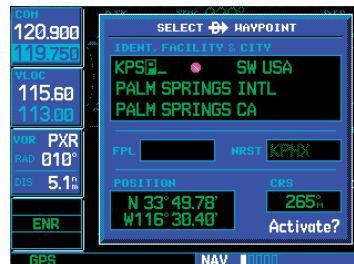 COM
120.900
119.750
VLOC
115.60
113.00
VOR PXR
RAD 010°
DIS 5.1nm
ENR
GPS
SELECT D WAYPOINT
IDENT, FACILITY & CITY
KPSP_ SW USA
PALM SPRINGS INTL
PALM SPRINGS CA
FPL NRST KPHX
POSITION CRS
N 33°49.78' 265°M
W116°30.40' Activate?
NAV